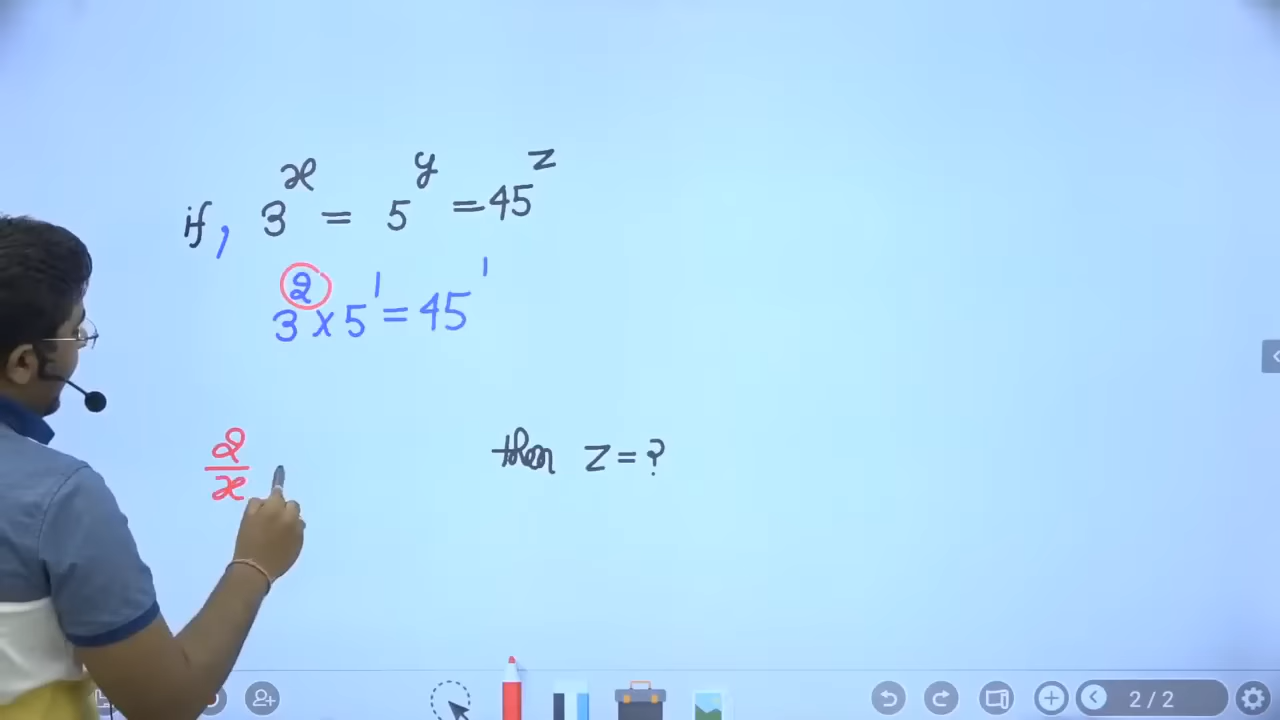 if, 3^x = 5^y = 45^z
3^2 × 5^1 = 45^1
2/x
then z = ?
2 / 2